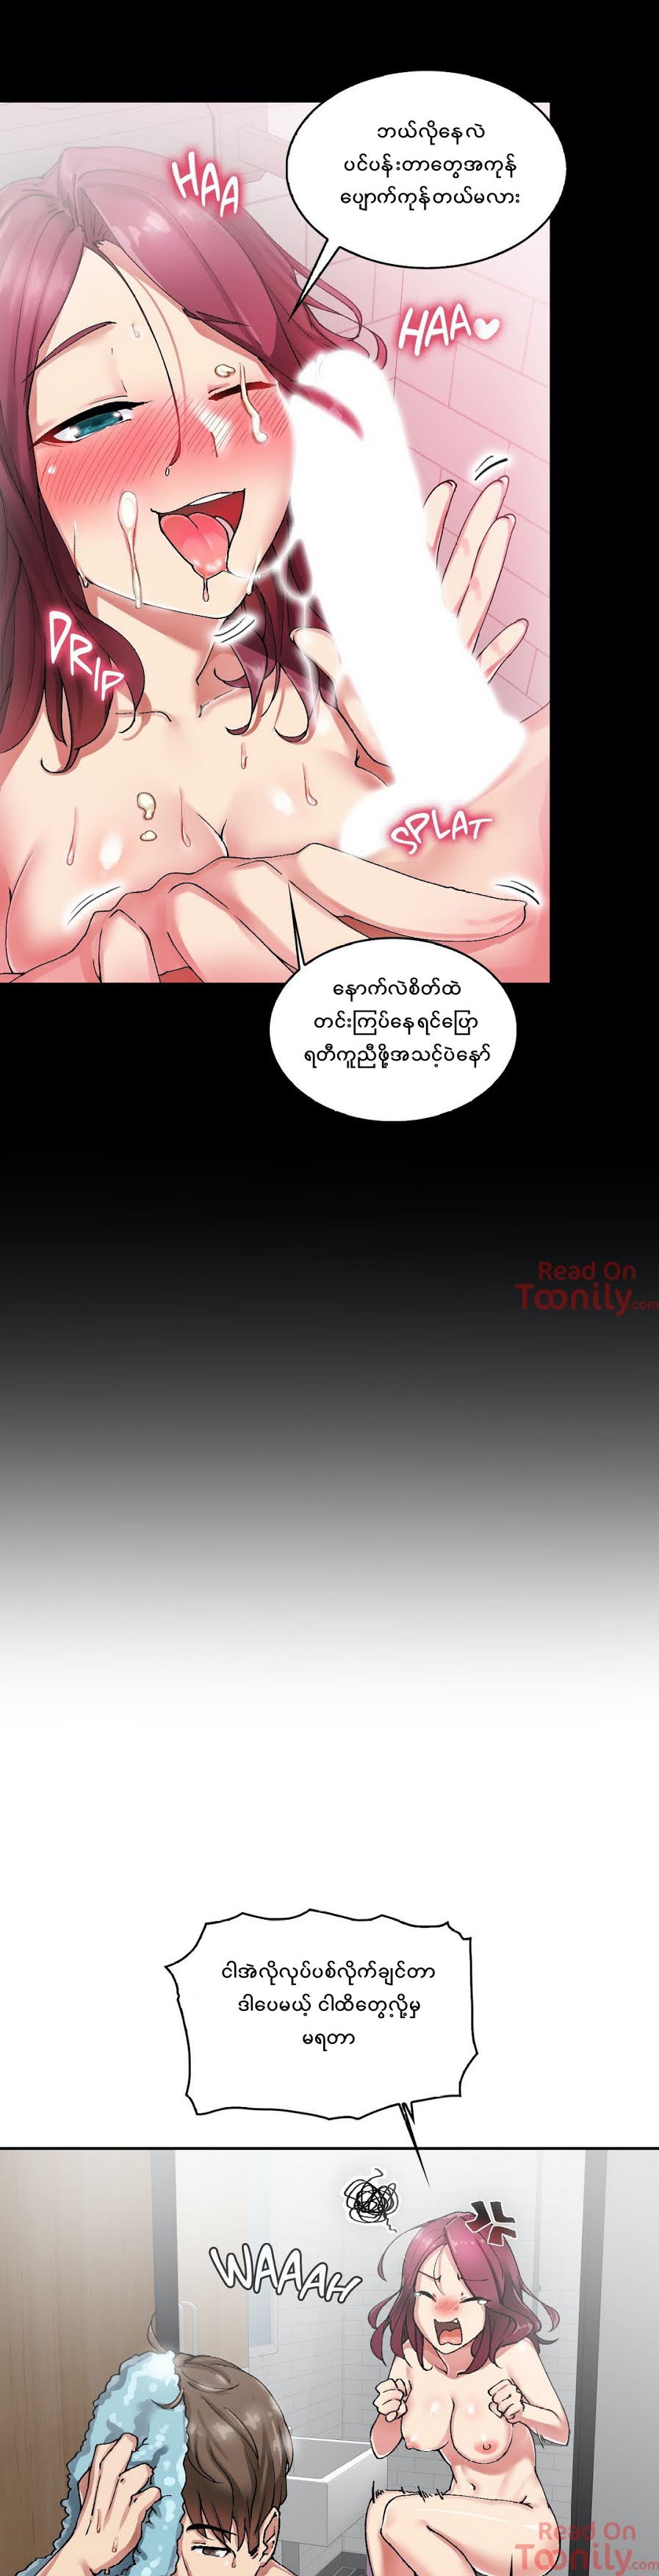 ဘယ်လိုနေလဲ
ပင်ပန်းတာတွေအကုန်
ပျောက်ကုန်တယ်မလား
HAA
HAA
DRIP
SPLAT
နောက်လဲစိတ်ထဲ
တင်းကြပ်နေရင်ပြော
ရတီကူညီဖို့အသင့်ပဲနော်
Read On
Toonily.com
ငါအဲလိုလုပ်ပစ်လိုက်ချင်တာ
ဒါပေမယ့် ငါထိတွေ့လို့မှ
မရတာ
WAAAH
Read On
Toonily.com